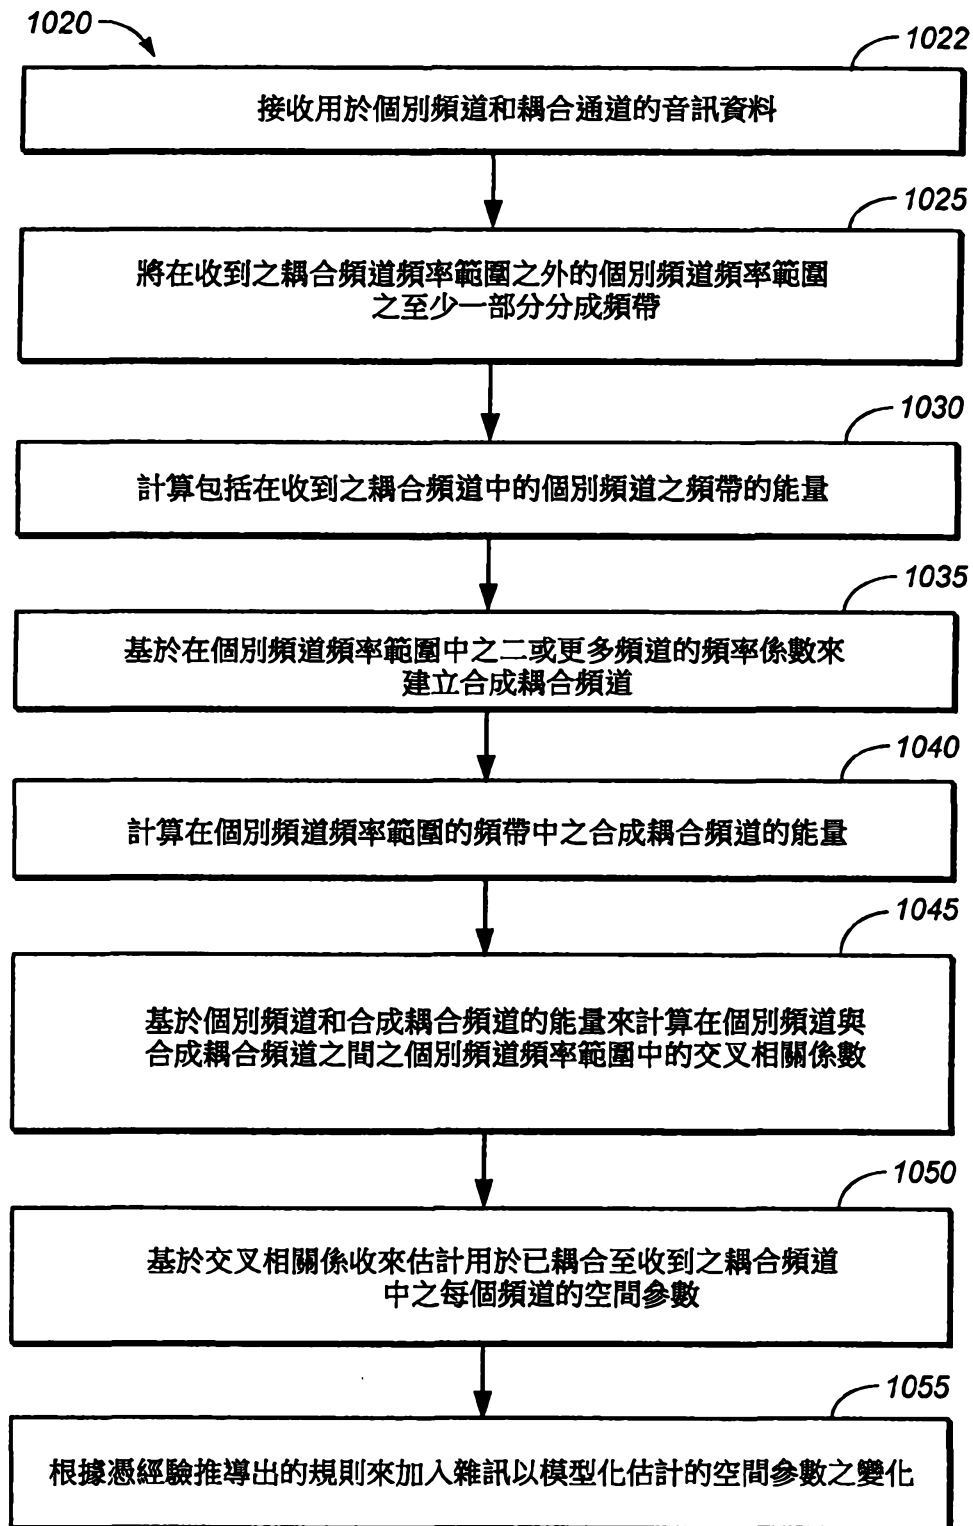 1020
1022
接收用於個別頻道和耦合通道的音訊資料
1025
將在收到之耦合頻道頻率範圍之外的個別頻道頻率範圍
之至少一部分分成頻帶
1030
計算包括在收到之耦合頻道中的個別頻道之頻帶的能量
1035
基於在個別頻道頻率範圍中之二或更多頻道的頻率係數來
建立合成耦合頻道
1040
計算在個別頻道頻率範圍的頻帶中之合成耦合頻道的能量
1045
基於個別頻道和合成耦合頻道的能量來計算在個別頻道與
合成耦合頻道之間之個別頻道頻率範圍中的交叉相關係數
1050
基於交叉相關係收來估計用於已耦合至收到之耦合頻道
中之每個頻道的空間參數
1055
根據憑經驗推導出的規則來加入雜訊以模型化估計的空間參數之變化